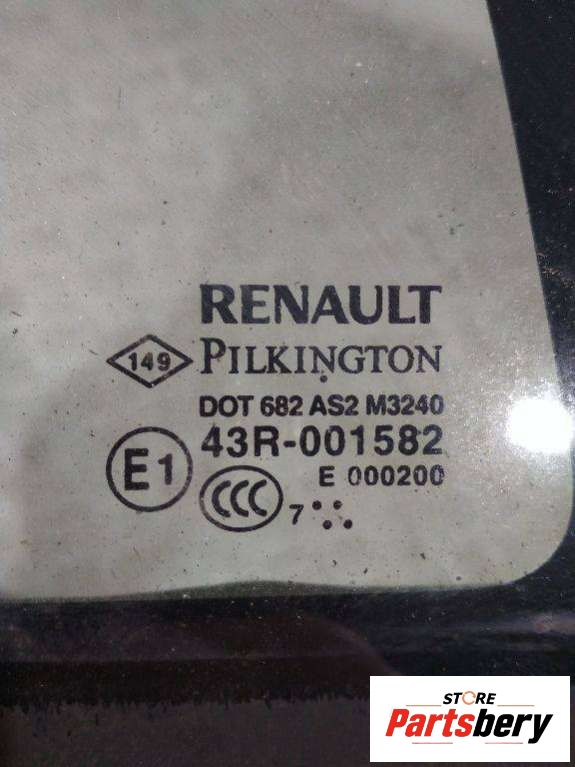 RENAULT
149 PILKINGTON
DOT 682 AS2 M3240
43R-001582
E1
E 000200
CCC
7
STORE
Partsbery